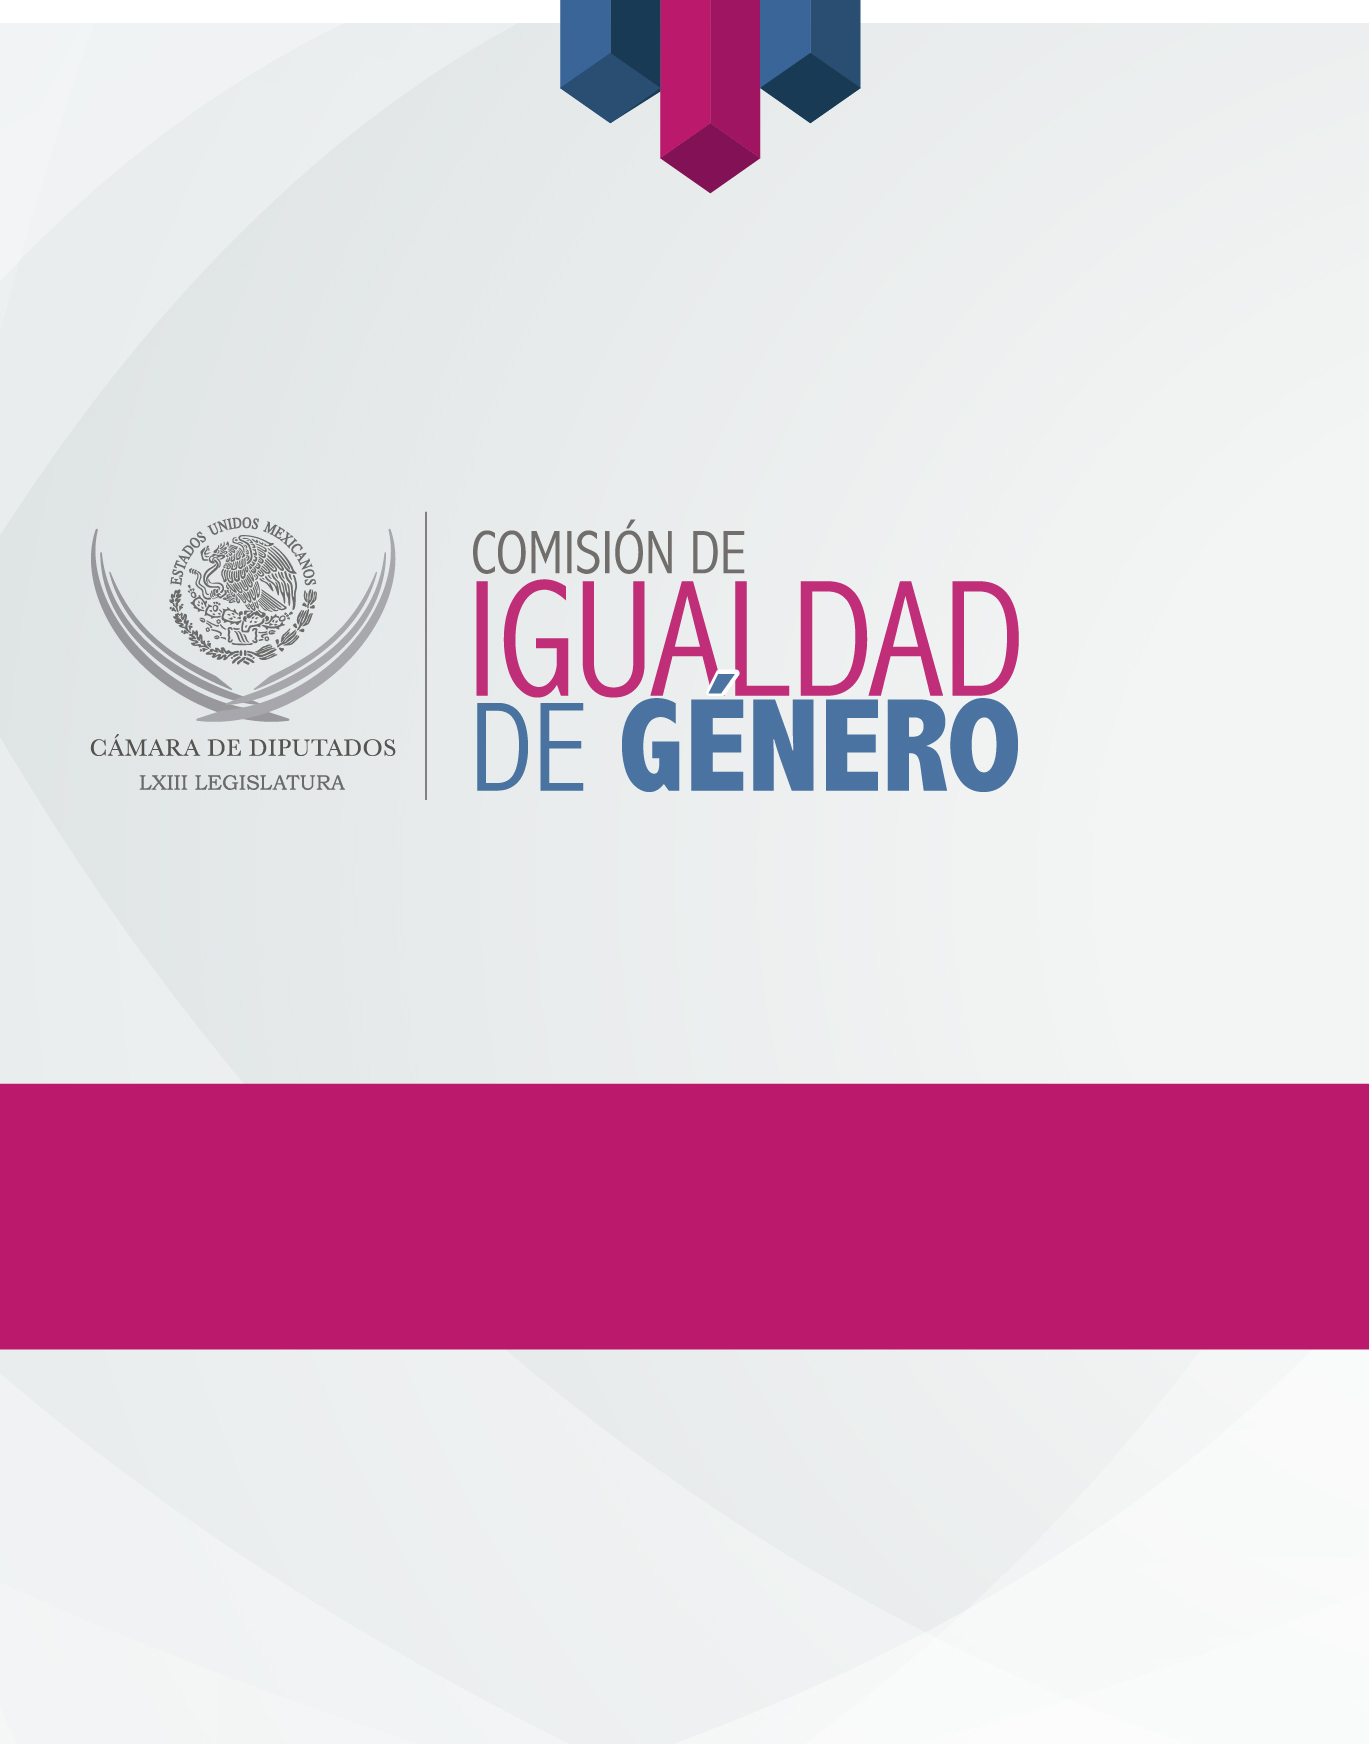 ESTADOS UNIDOS MEXICANOS
CÁMARA DE DIPUTADOS
LXIII LEGISLATURA
COMISIÓN DE
IGUALDAD
DE GÉNERO